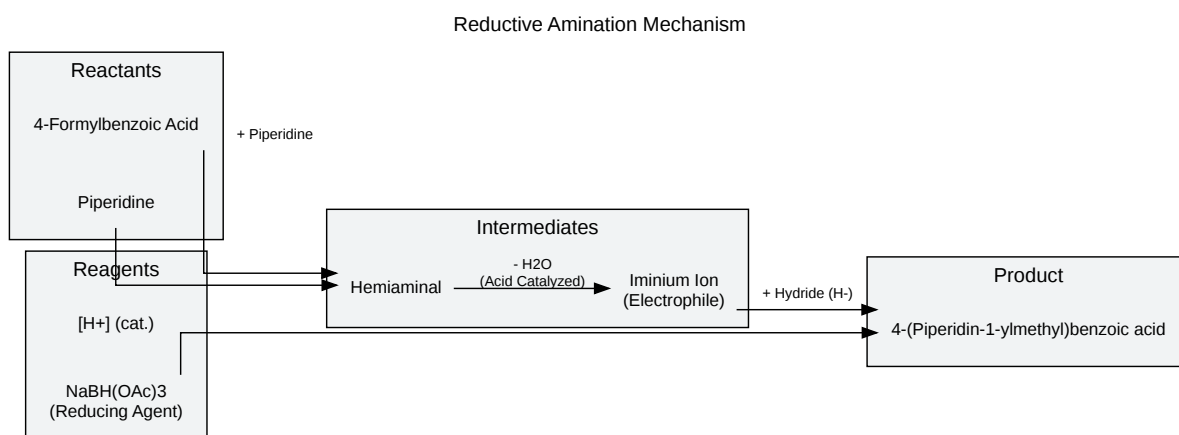 Reductive Amination Mechanism
Reactants
4-Formylbenzoic Acid
+ Piperidine
Piperidine
Reagents
[H+] (cat.)
NaBH(OAc)3
(Reducing Agent)
Intermediates
Hemiaminal
- H2O
(Acid Catalyzed)
Iminium Ion
(Electrophile)
+ Hydride (H-)
Product
4-(Piperidin-1-ylmethyl)benzoic acid